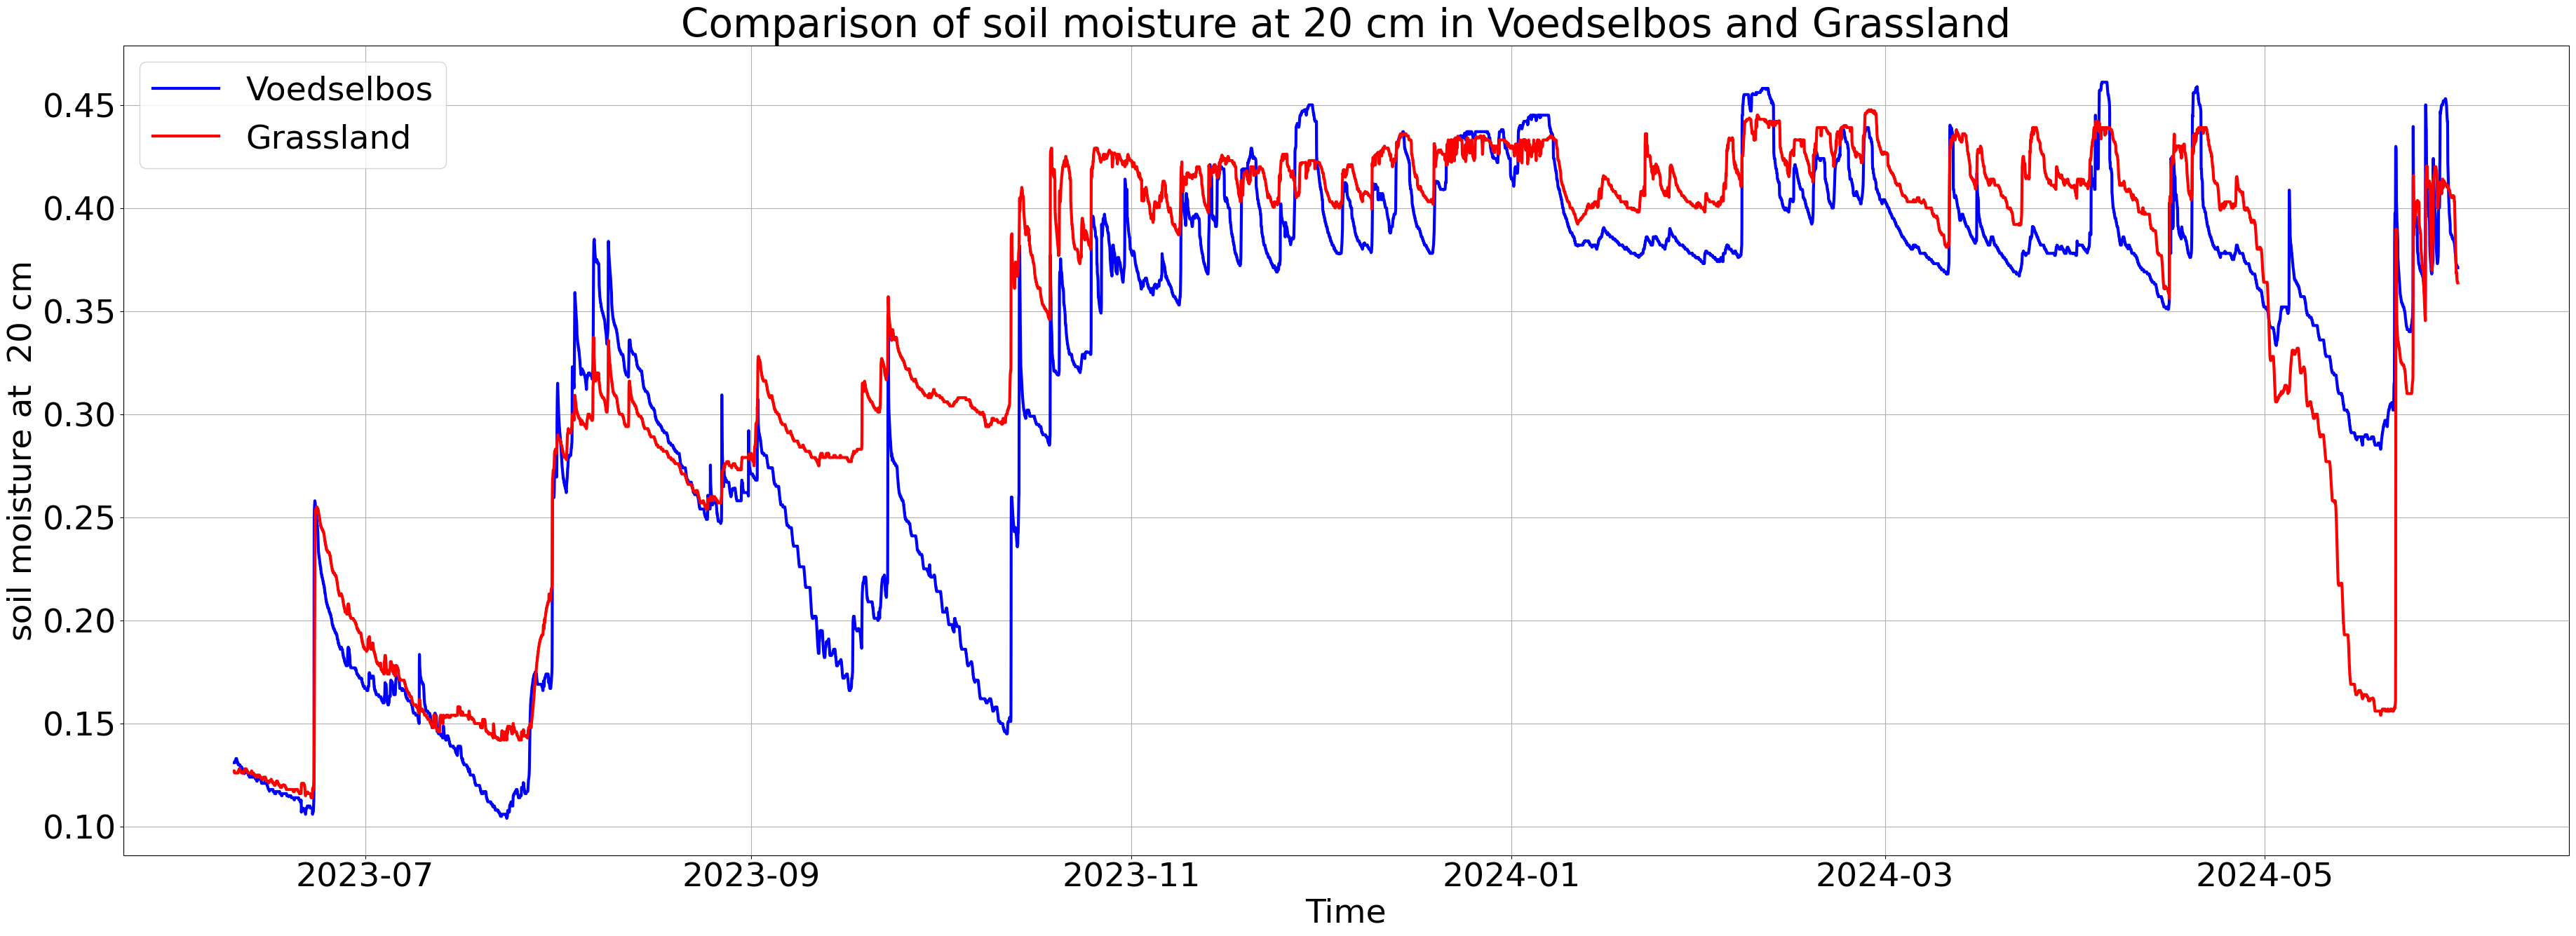 Comparison of soil moisture at 20 cm in Voedselbos and Grassland
Voedselbos
Grassland
soil moisture at  20 cm
0.45
0.40
0.35
0.30
0.25
0.20
0.15
0.10
2023-07
2023-09
2023-11
2024-01
2024-03
2024-05
Time